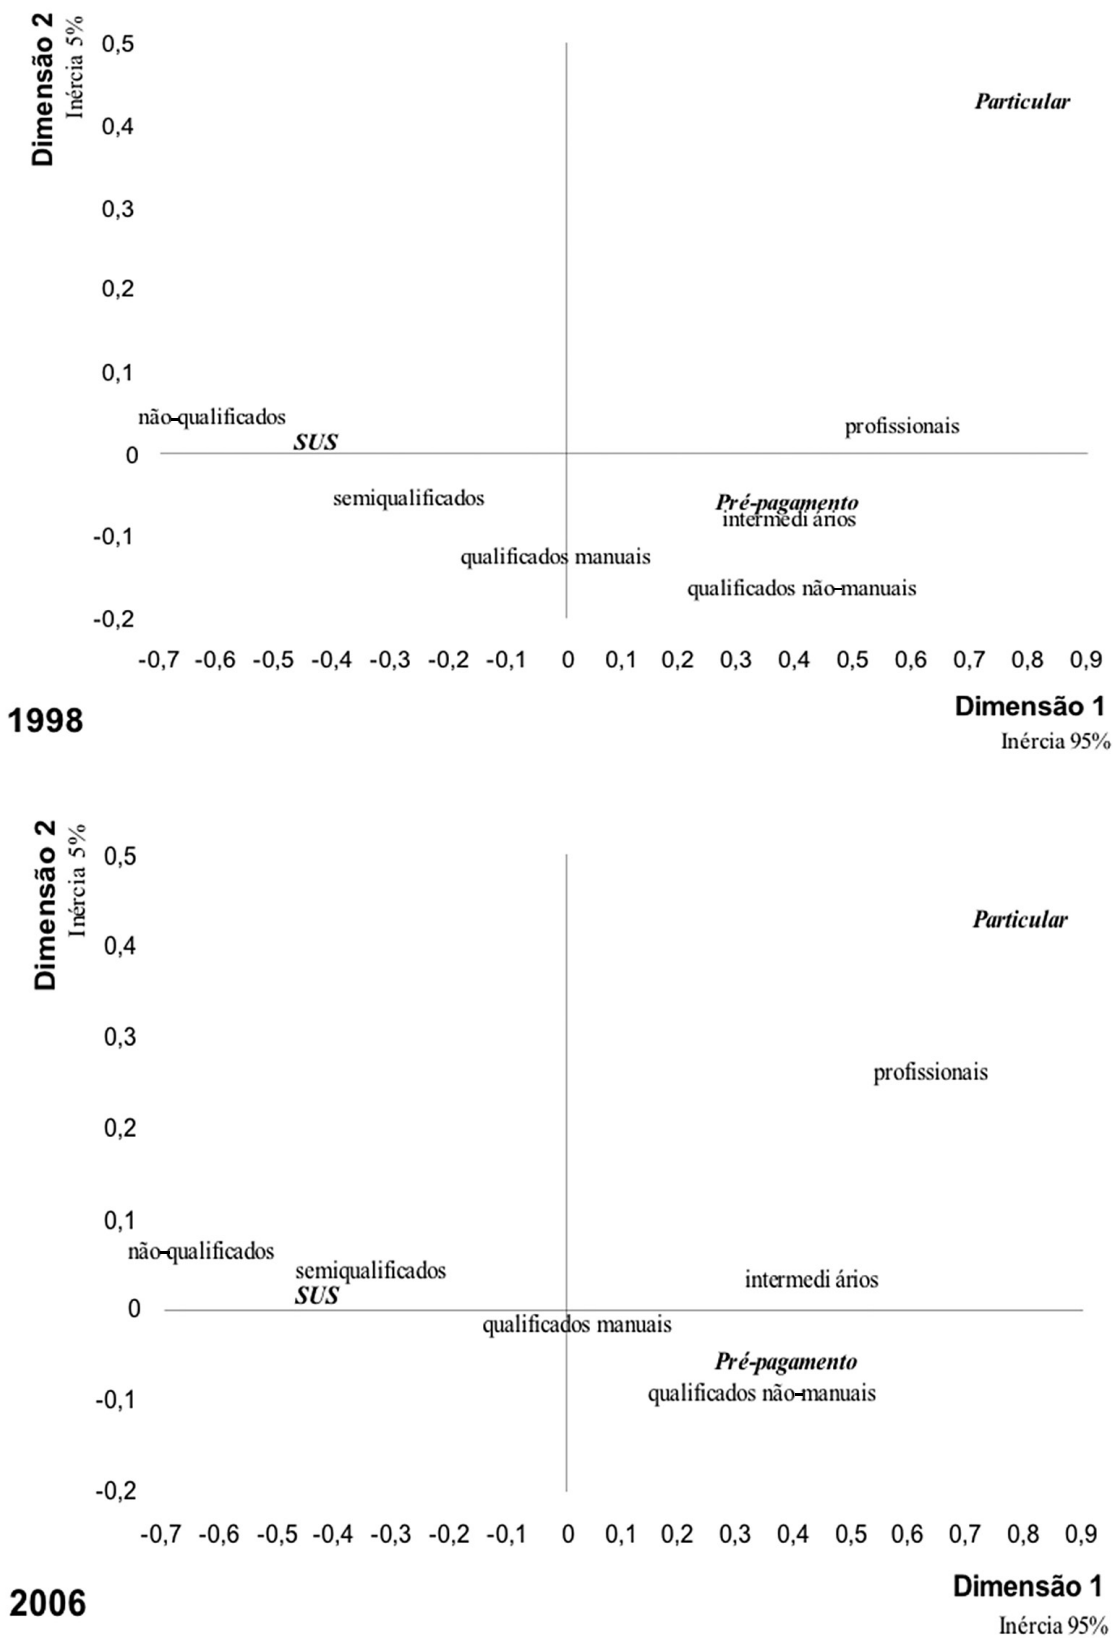 Dimensão 2
Inércia 5%
0,5
Particular
0,4
0,3
0,2
0,1
não-qualificados
profissionais
SUS
0
semiqualificados
Pré-pagamento
intermedi ários
-0,1
qualificados manuais
qualificados não-manuais
-0,2
-0,7 -0,6 -0,5 -0,4 -0,3 -0,2 -0,1 0 0,1 0,2 0,3 0,4 0,5 0,6 0,7 0,8 0,9
Dimensão 1
1998
Inércia 95%
Dimensão 2
Inércia 5%
0,5
Particular
0,4
0,3
profissionais
0,2
0,1
não-qualificados
semiqualificados
intermedi ários
SUS
0
qualificados manuais
Pré-pagamento
qualificados não-manuais
-0,1
-0,2
-0,7 -0,6 -0,5 -0,4 -0,3 -0,2 -0,1 0 0,1 0,2 0,3 0,4 0,5 0,6 0,7 0,8 0,9
Dimensão 1
2006
Inércia 95%